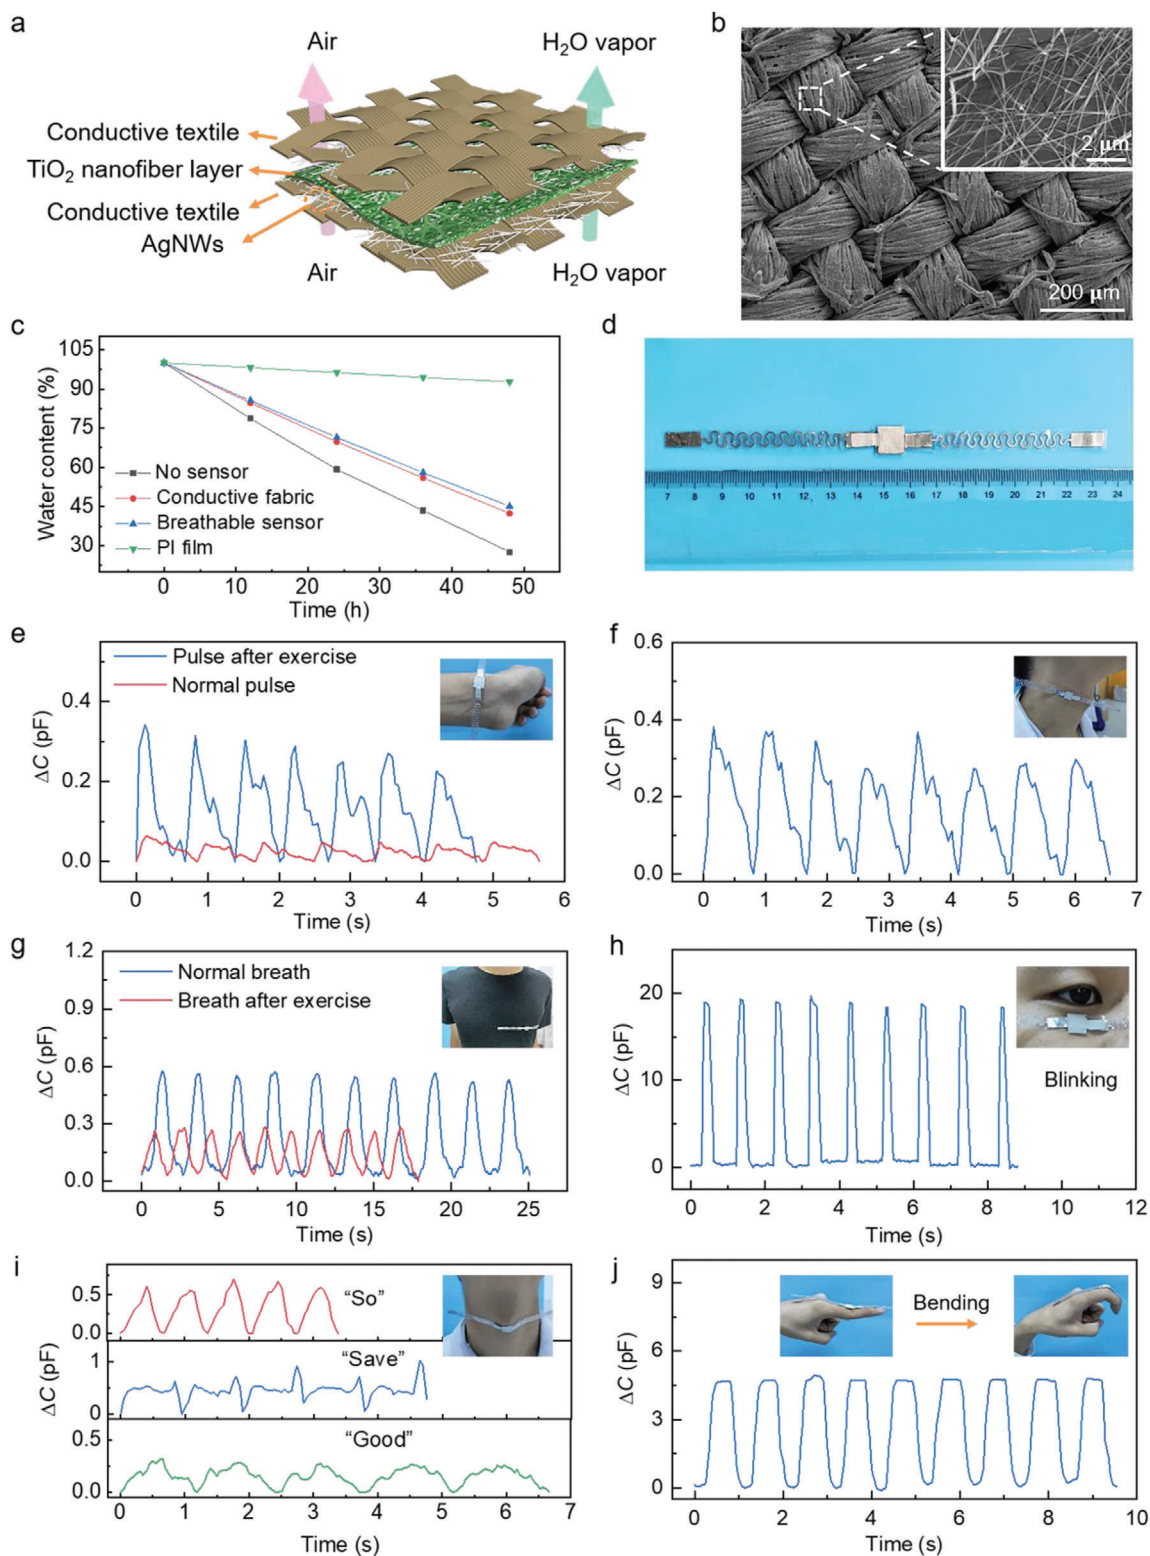 a
Air
H₂O vapor
Conductive textile
TiO₂ nanofiber layer
Conductive textile
AgNWs
Air
H₂O vapor
b
2 μm
200 μm
c
105
90
75
60
45
30
Water content (%)
No sensor
Conductive fabric
Breathable sensor
PI film
0 10 20 30 40 50
Time (h)
d
7 8 9 10 11 12 13 14 15 16 17 18 19 20 21 22 23 24
e
Pulse after exercise
Normal pulse
0.4
0.2
0.0
ΔC (pF)
0 1 2 3 4 5 6
Time (s)
f
0.6
0.4
0.2
0.0
ΔC (pF)
0 1 2 3 4 5 6 7
Time (s)
g
1.2
0.9
0.6
0.3
0.0
ΔC (pF)
Normal breath
Breath after exercise
0 5 10 15 20 25
Time (s)
h
20
10
0
ΔC (pF)
Blinking
0 2 4 6 8 10 12
Time (s)
i
0.5
0.0
"So"
1
0
"Save"
0.5
0.0
"Good"
ΔC (pF)
0 1 2 3 4 5 6 7
Time (s)
j
9
6
3
0
ΔC (pF)
Bending
0 2 4 6 8 10
Time (s)